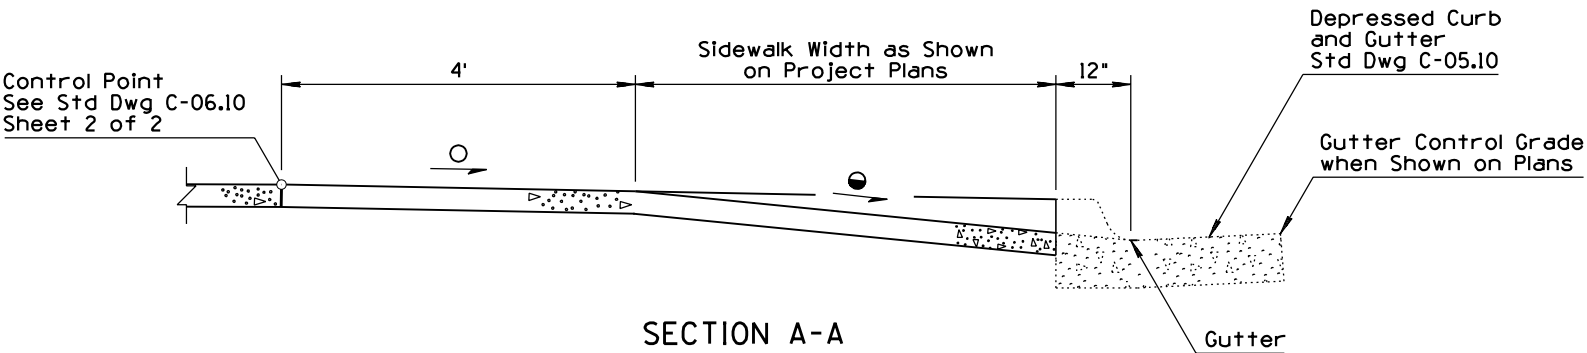 Depressed Curb
and Gutter
Std Dwg C-05.10
Sidewalk Width as Shown
on Project Plans
4'
12"
Control Point
See Std Dwg C-06.10
Sheet 2 of 2
Gutter Control Grade
when Shown on Plans
SECTION A-A
Gutter